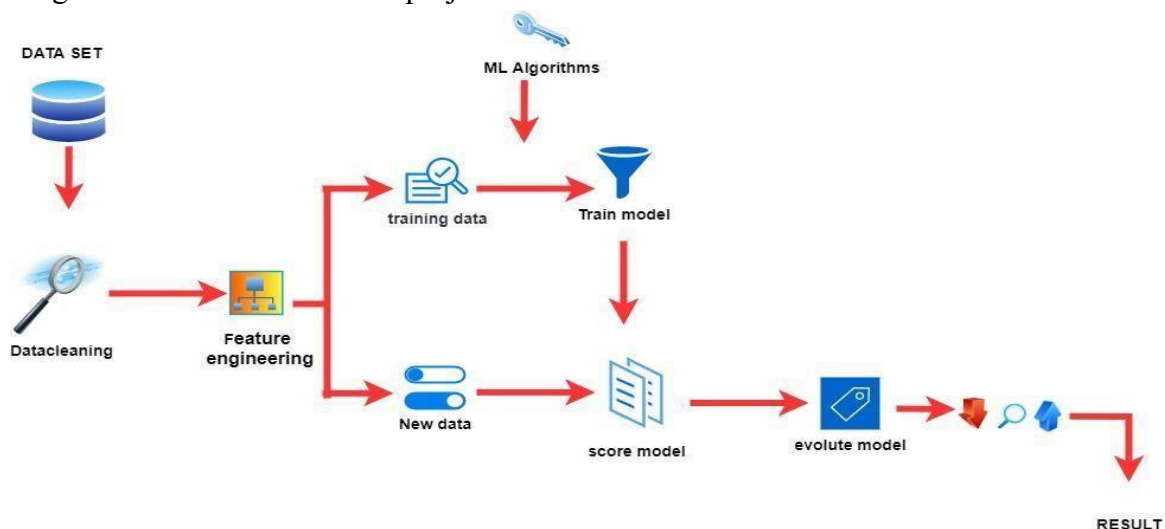 DATA SET
ML Algorithms
training data
Train model
Datacleaning
Feature
engineering
New data
score model
evolute model
RESULT